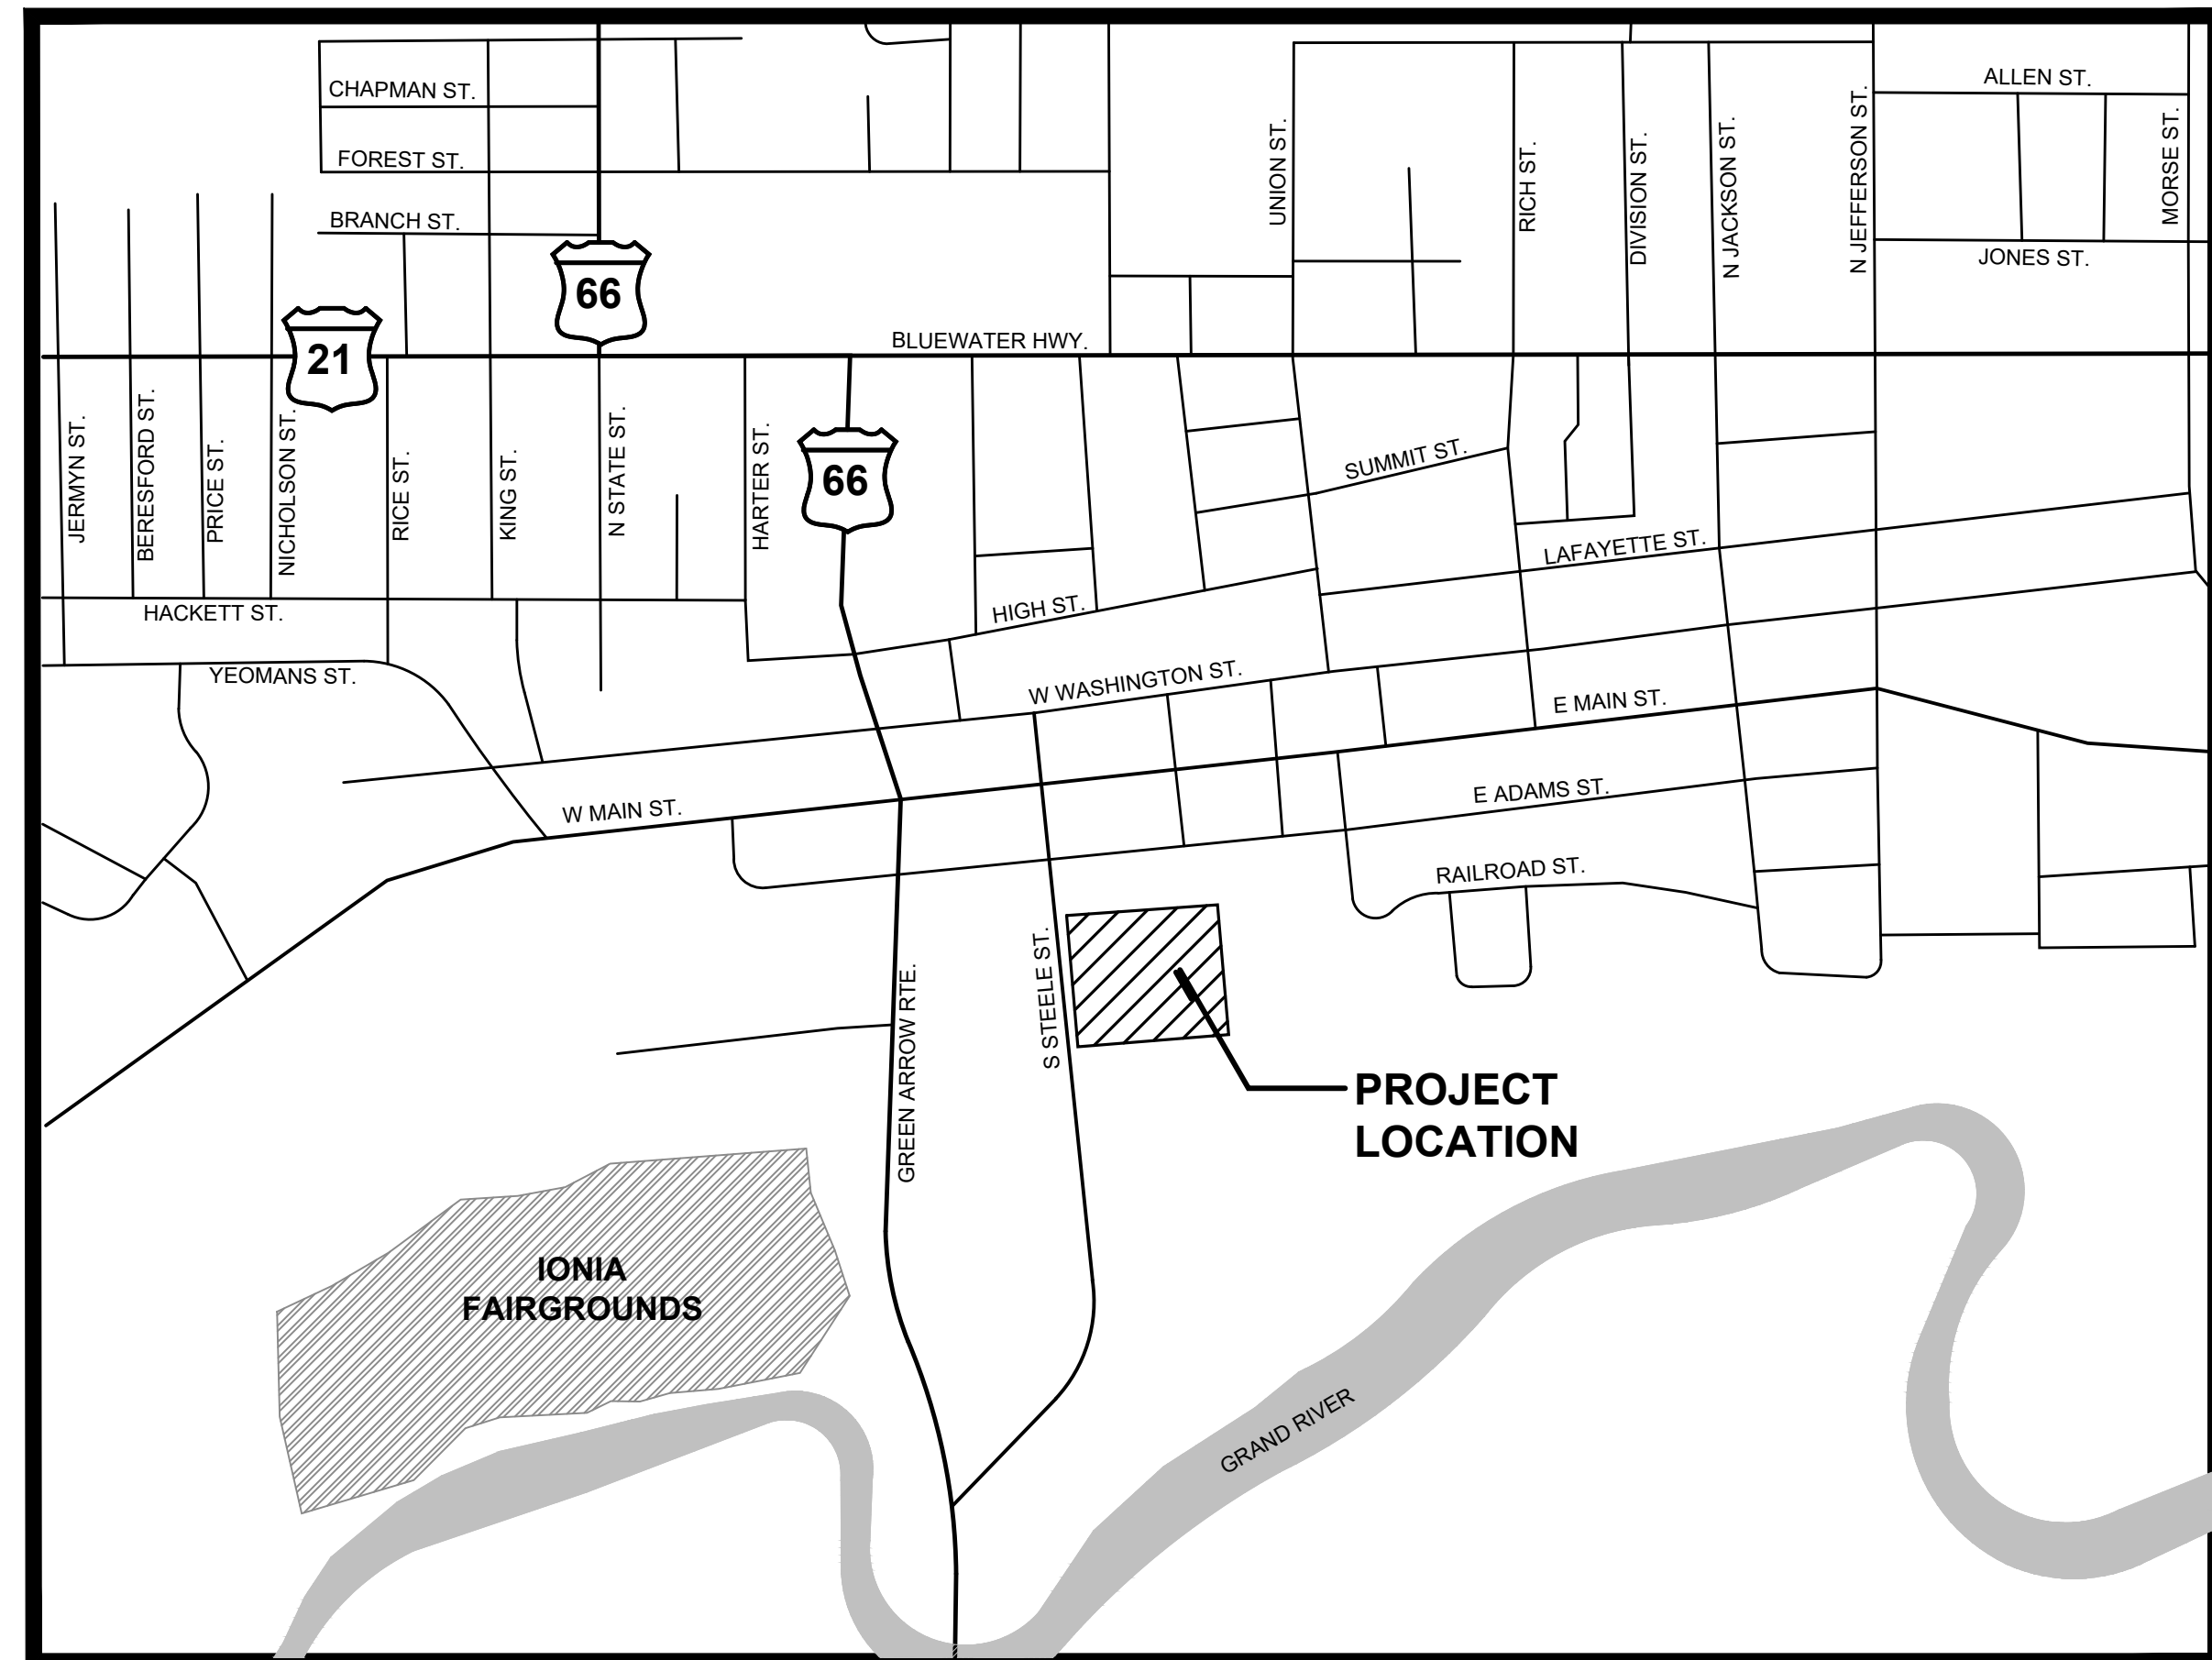 CHAPMAN ST.
ALLEN ST.
FOREST ST.
BRANCH ST.
UNION ST.
RICH ST.
DIVISION ST.
N JACKSON ST.
N JEFFERSON ST.
MORSE ST.
JONES ST.
66
21
BLUEWATER HWY.
JERMYN ST.
BERESFORD ST.
PRICE ST.
NICHOLSON ST.
RICE ST.
KING ST.
N STATE ST.
HARTER ST.
66
SUMMIT ST.
LAFAYETTE ST.
HACKETT ST.
HIGH ST.
YEOMANS ST.
W WASHINGTON ST.
E MAIN ST.
W MAIN ST.
E ADAMS ST.
RAILROAD ST.
GREEN ARROW RTE.
S STEELE ST.
PROJECT
LOCATION
IONIA
FAIRGROUNDS
GRAND RIVER